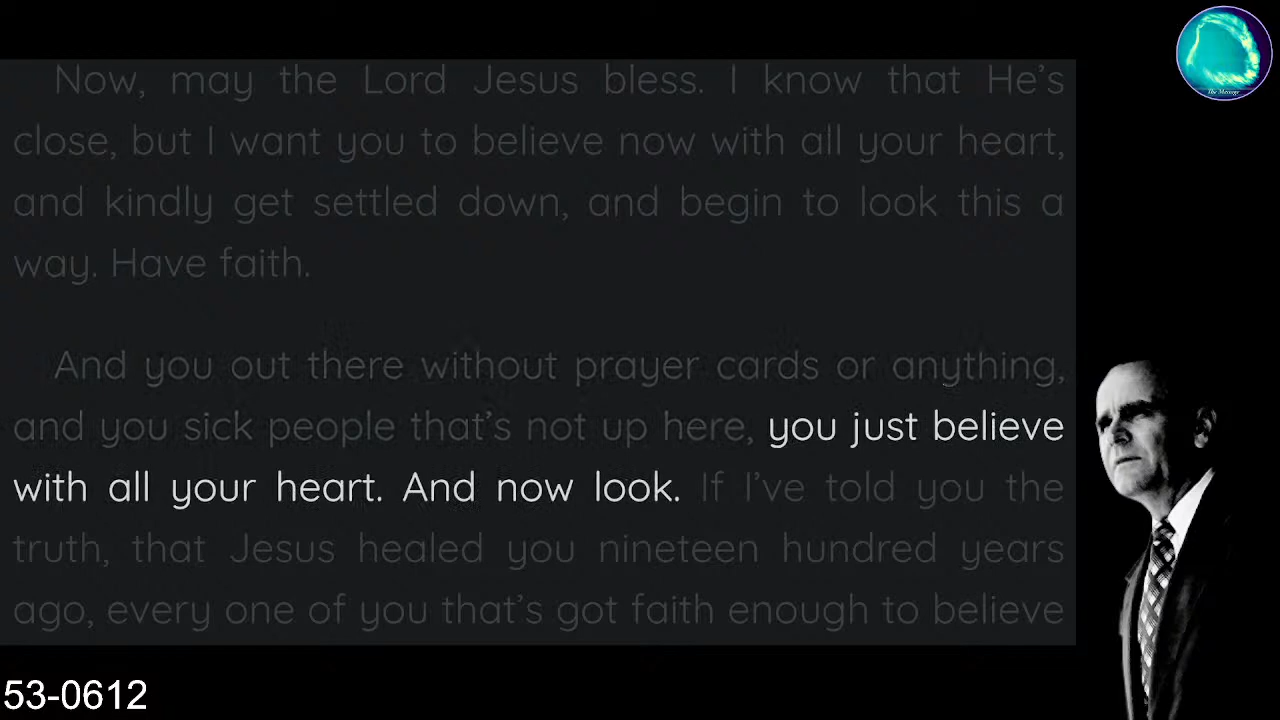 The Message
Now, may the Lord Jesus bless. I know that He's
close, but I want you to believe now with all your heart,
and kindly get settled down, and begin to look this a
way. Have faith.
And you out there without prayer cards or anything,
and you sick people that's not up here, you just believe
with all your heart. And now look. If I've told you the
truth, that Jesus healed you nineteen hundred years
ago, every one of you that's got faith enough to believe
53-0612